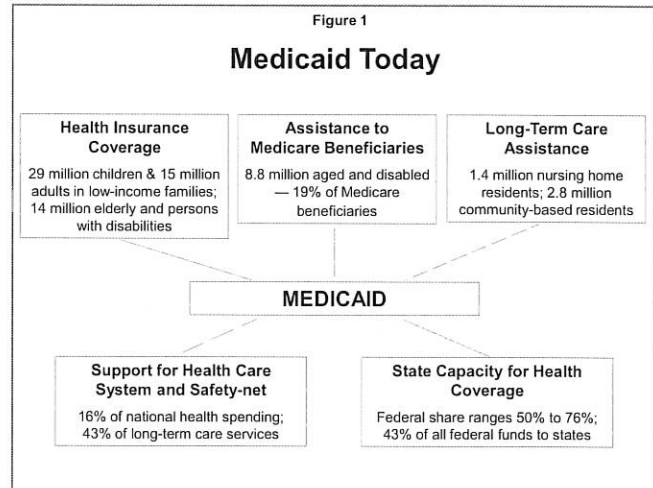 Figure 1
Medicaid Today
Health Insurance
Coverage
29 million children & 15 million
adults in low-income families;
14 million elderly and persons
with disabilities
Assistance to
Medicare Beneficiaries
8.8 million aged and disabled
— 19% of Medicare
beneficiaries
Long-Term Care
Assistance
1.4 million nursing home
residents; 2.8 million
community-based residents
MEDICAID
Support for Health Care
System and Safety-net
16% of national health spending;
43% of long-term care services
State Capacity for Health
Coverage
Federal share ranges 50% to 76%;
43% of all federal funds to states